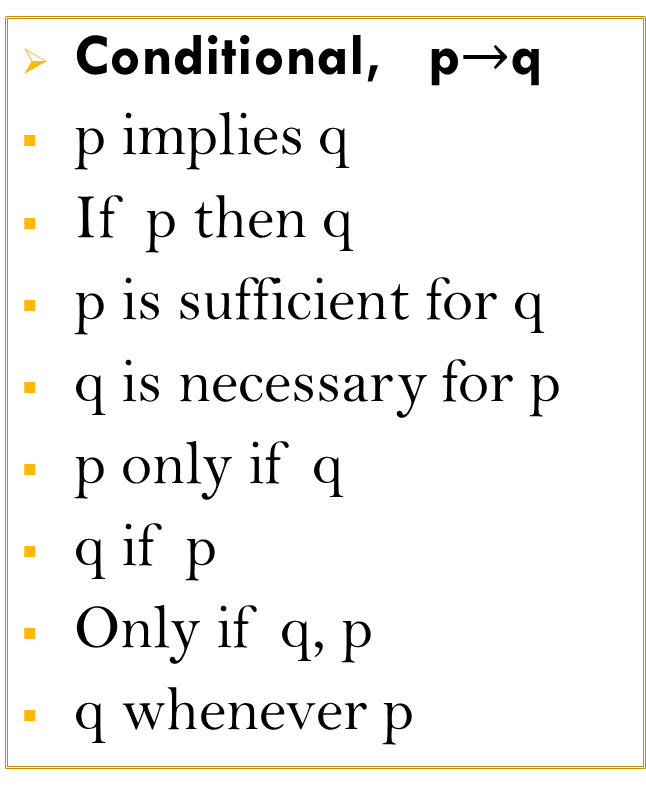 Conditional, p→q
p implies q
If p then q
p is sufficient for q
q is necessary for p
p only if q
q if p
Only if q, p
q whenever p